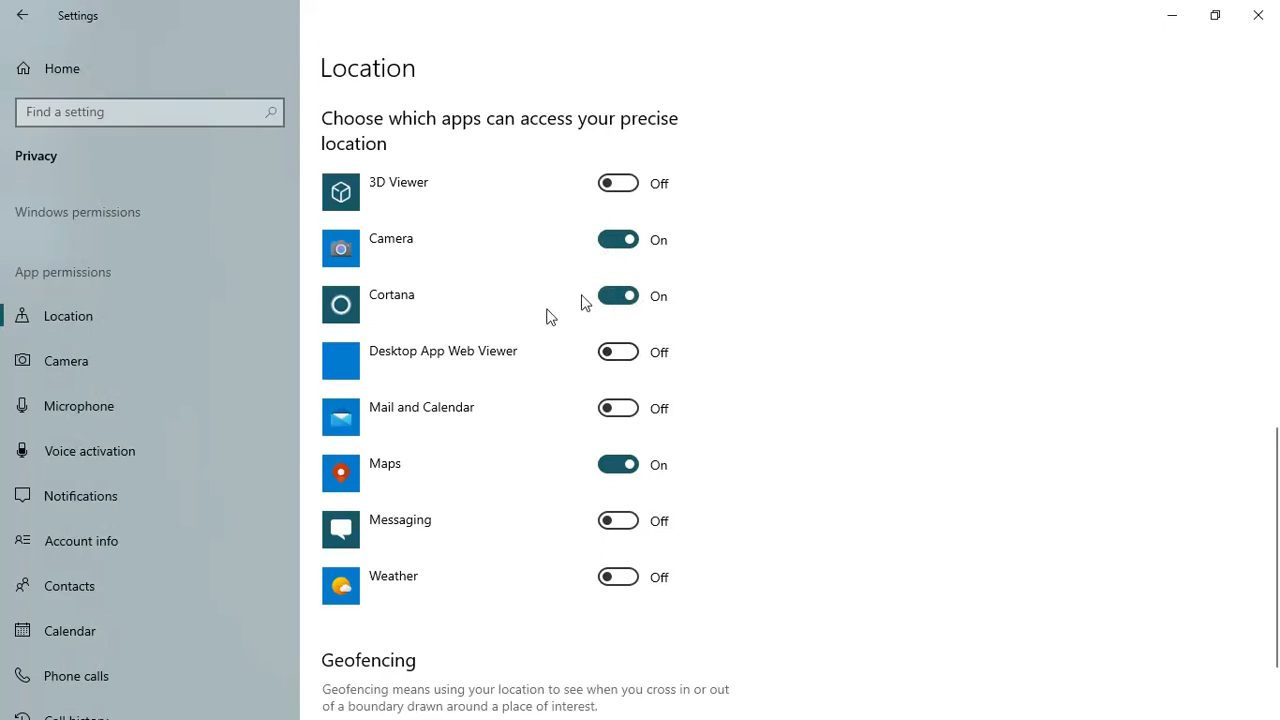 Settings
Home
Find a setting
Privacy
Windows permissions
App permissions
Location
Camera
Microphone
Voice activation
Notifications
Account info
Contacts
Calendar
Phone calls
Call history
Location
Choose which apps can access your precise
location
3D Viewer Off
Camera On
Cortana On
Desktop App Web Viewer Off
Mail and Calendar Off
Maps On
Messaging Off
Weather Off
Geofencing
Geofencing means using your location to see when you cross in or out
of a boundary drawn around a place of interest.